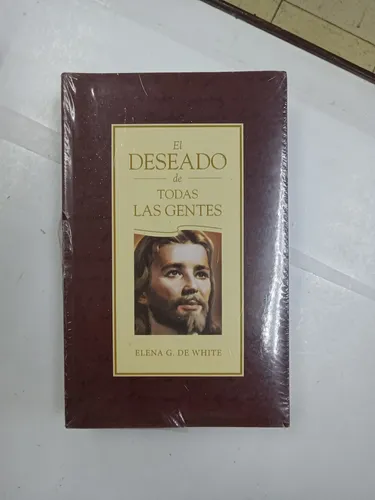 El
DESEADO
de
TODAS
LAS GENTES
ELENA G. DE WHITE